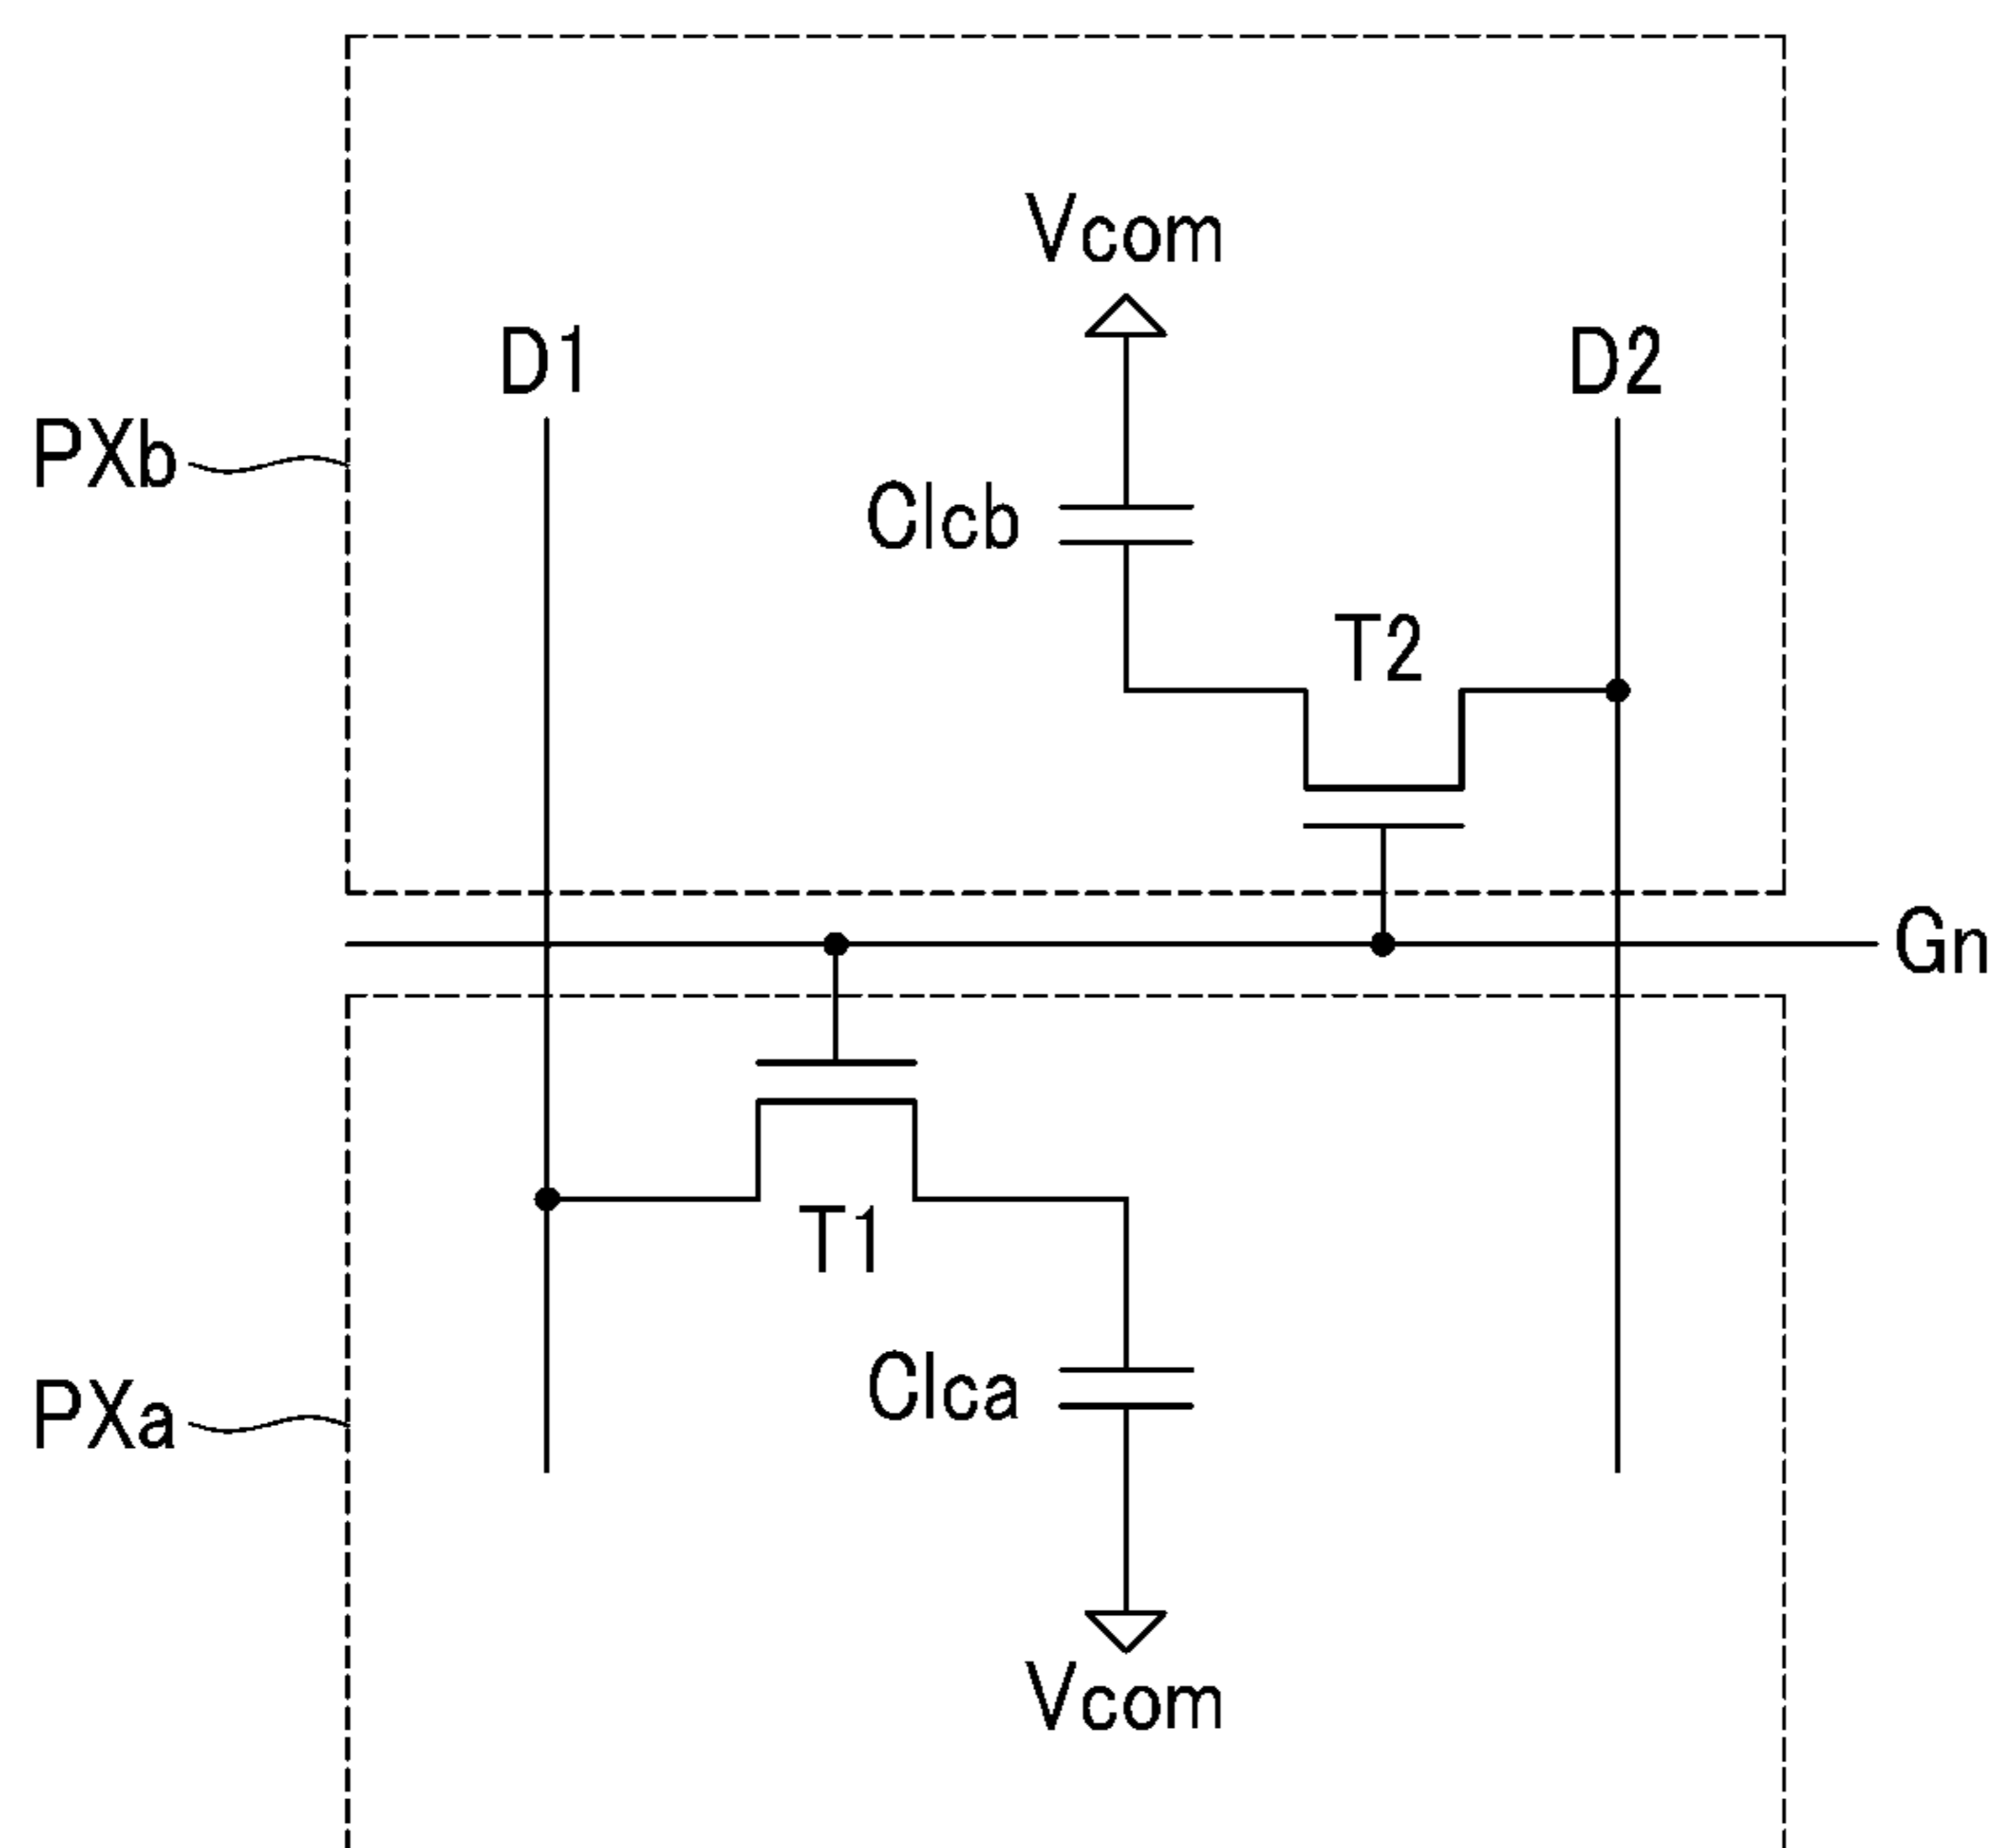 Vcom
D1
D2
PXb
Clcb
T2
Gn
T1
Clca
PXa
Vcom